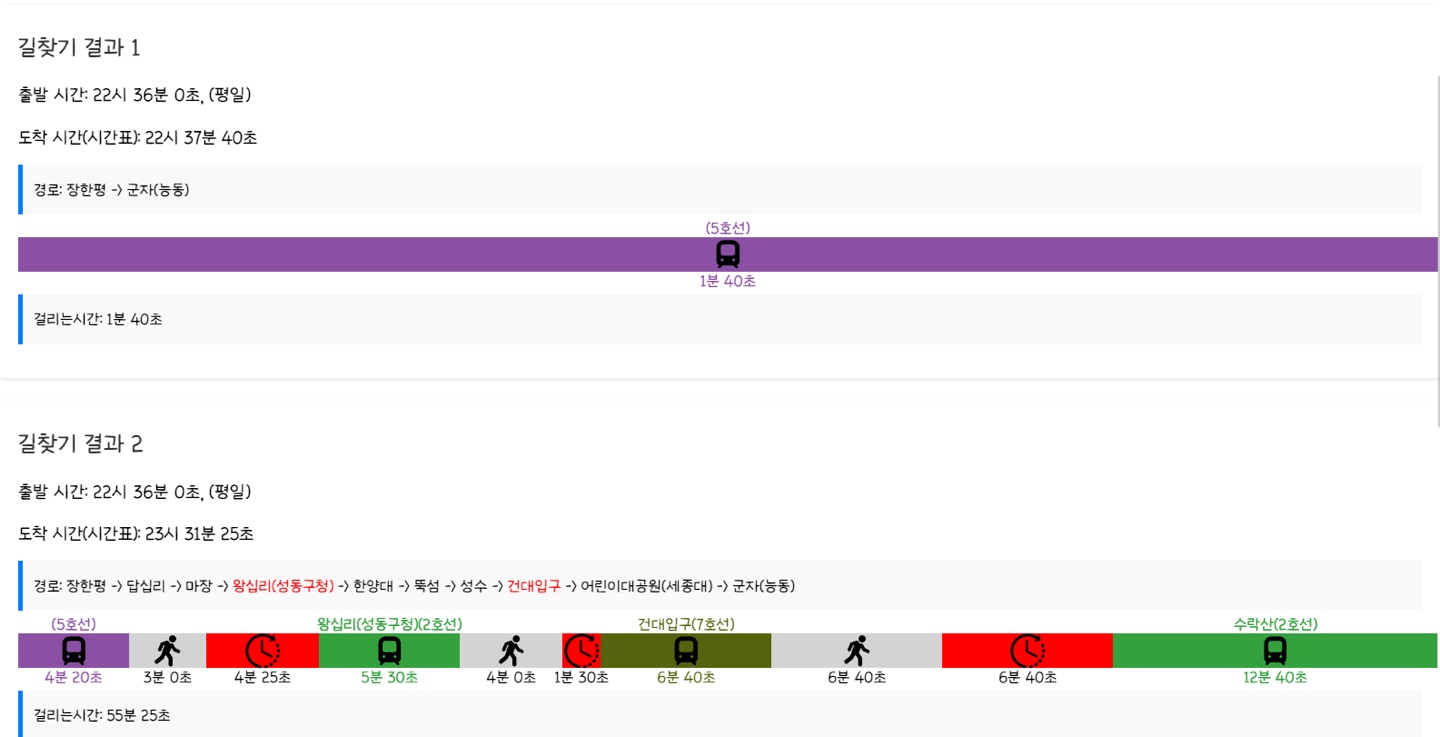 길찾기 결과 1
출발 시간: 22시 36분 0초, (평일)
도착 시간(시간표): 22시 37분 40초
경로: 장한평 -> 군자(능동)
(5호선)
1분 40초
걸리는시간: 1분 40초
길찾기 결과 2
출발 시간: 22시 36분 0초, (평일)
도착 시간(시간표): 23시 31분 25초
경로: 장한평 -> 답십리 -> 마장 -> 왕십리(성동구청) -> 한양대 -> 뚝섬 -> 성수 -> 건대입구 -> 어린이대공원(세종대) -> 군자(능동)
(5호선) 왕십리(성동구청)(2호선) 건대입구(7호선) 수락산(2호선)
4분 20초 3분 0초 4분 25초 5분 30초 4분 0초 1분 30초 6분 40초 6분 40초 6분 40초 12분 40초
걸리는시간: 55분 25초